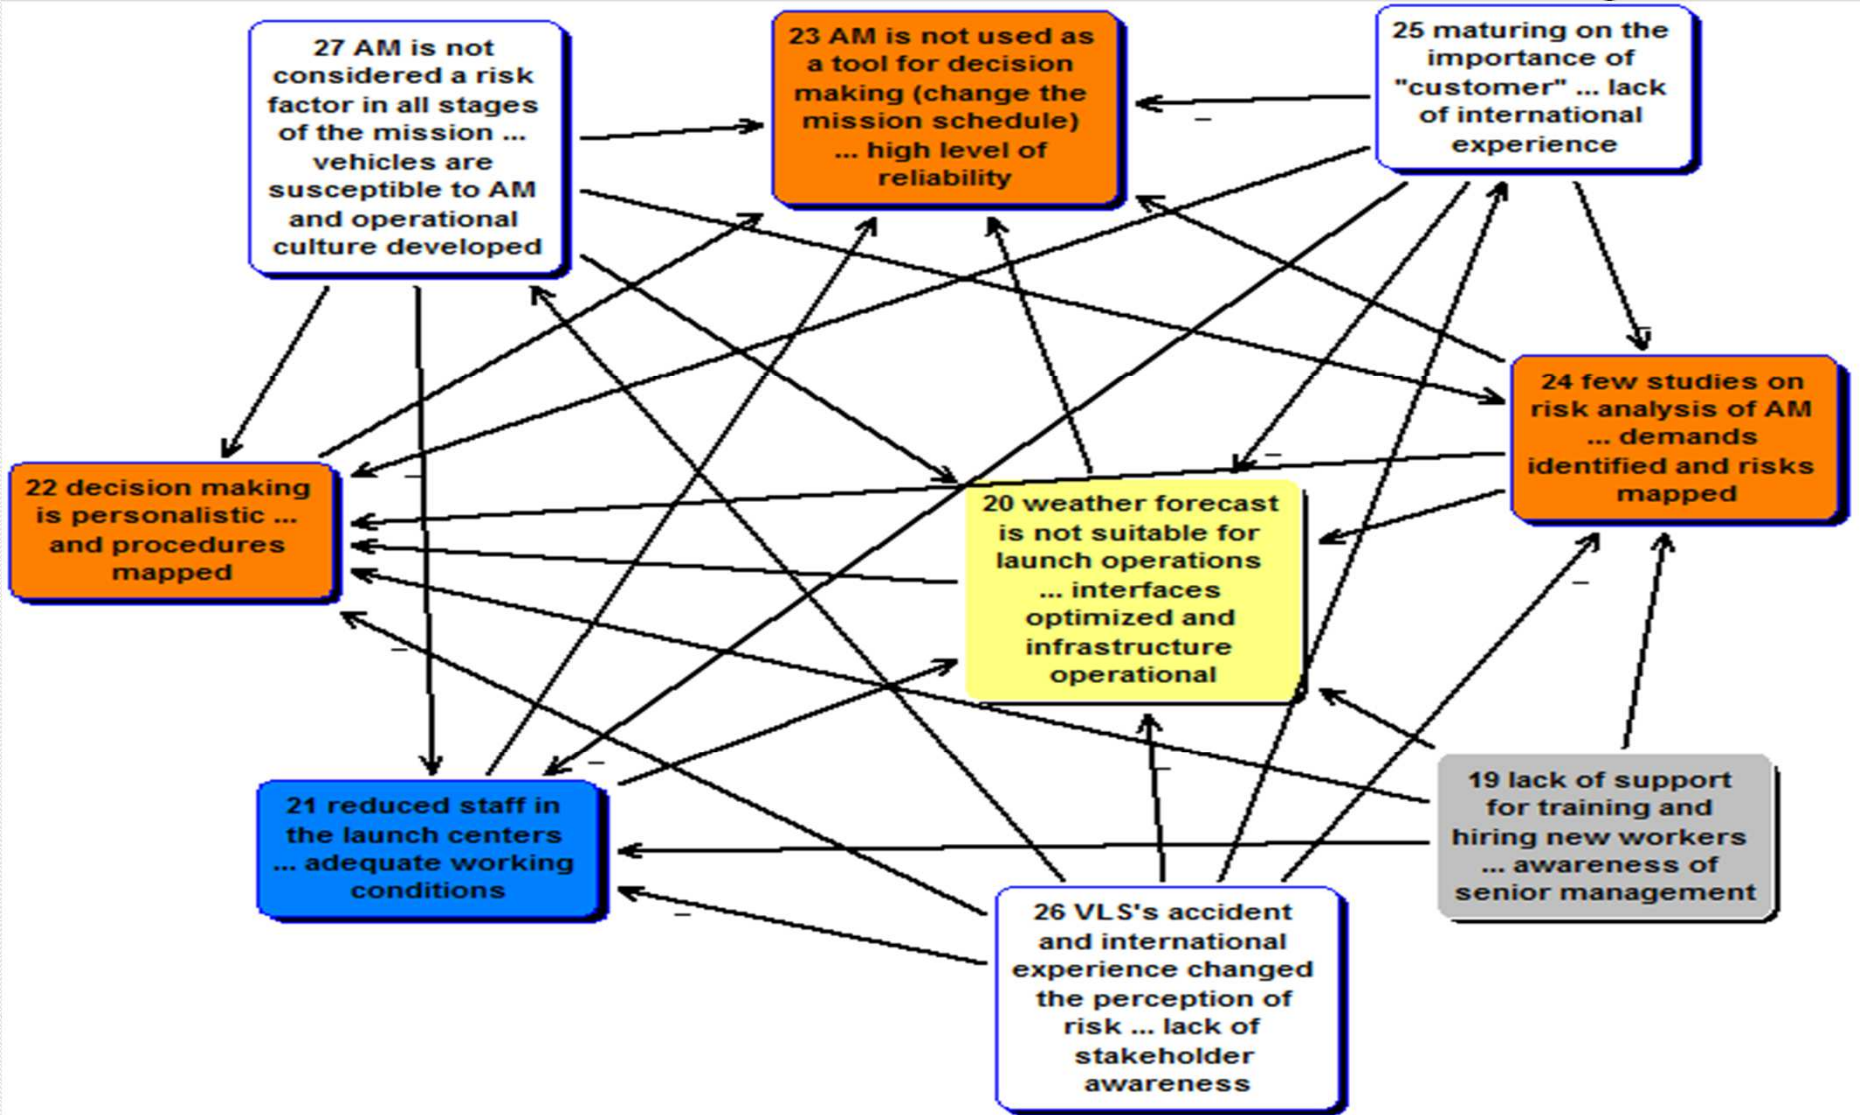 27 AM is not
considered a risk
factor in all stages
of the mission ...
vehicles are
susceptible to AM
and operational
culture developed
23 AM is not used as
a tool for decision
making (change the
mission schedule)
... high level of
reliability
25 maturing on the
importance of
"customer" ... lack
of international
experience
24 few studies on
risk analysis of AM
... demands
identified and risks
mapped
22 decision making
is personalistic ...
and procedures
mapped
20 weather forecast
is not suitable for
launch operations
... interfaces
optimized and
infrastructure
operational
21 reduced staff in
the launch centers
... adequate working
conditions
19 lack of support
for training and
hiring new workers
... awareness of
senior management
26 VLS's accident
and international
experience changed
the perception of
risk ... lack of
stakeholder
awareness